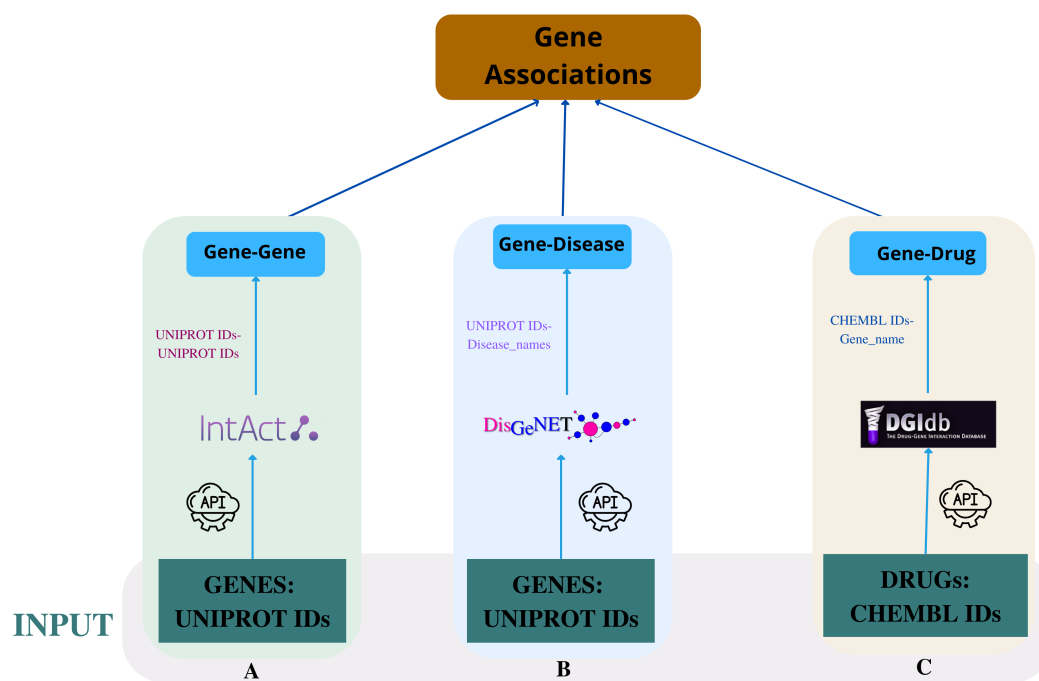 Gene
Associations
Gene-Gene
Gene-Disease
Gene-Drug
UNIPROT IDs-
UNIPROT IDs
UNIPROT IDs-
Disease_names
CHEMBL IDs-
Gene_name
IntAct
DisGeNET
DGIdb
THE DRUG-GENE INTERACTION DATABASE
API
API
API
INPUT
GENES:
UNIPROT IDs
GENES:
UNIPROT IDs
DRUGs:
CHEMBL IDs
A
B
C